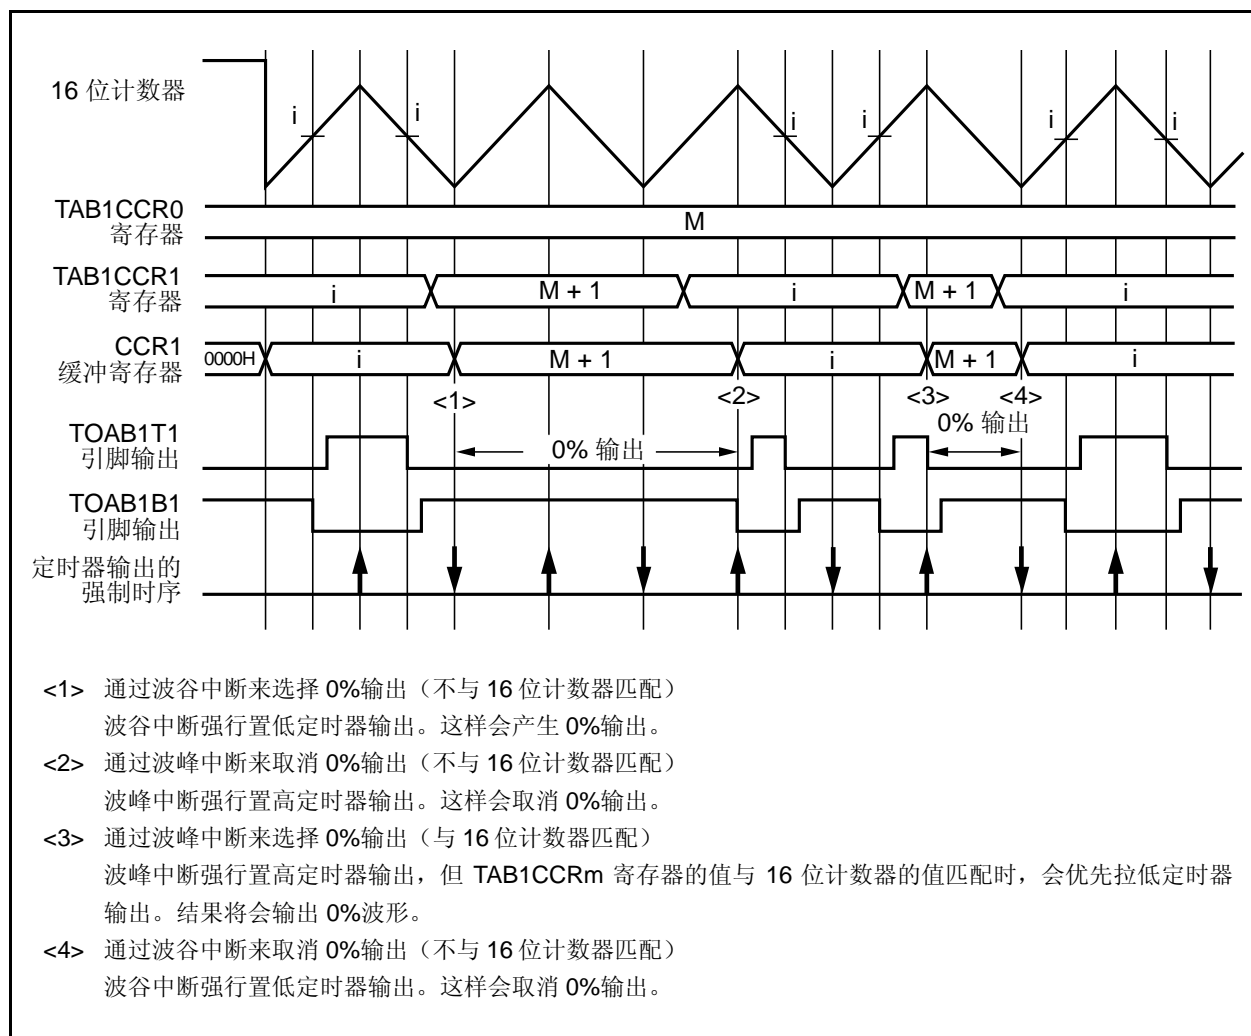 16 位计数器
i
i
i
i
i
i
TAB1CCR0
寄存器
M
TAB1CCR1
寄存器
i
M + 1
i
M + 1
i
CCR1
缓冲寄存器
0000H
i
M + 1
i
M + 1
i
<1>
<2>
<3>
<4>
TOAB1T1
引脚输出
0% 输出
0% 输出
TOAB1B1
引脚输出
定时器输出的
强制时序
<1> 通过波谷中断来选择 0%输出（不与 16 位计数器匹配）
波谷中断强行置低定时器输出。这样会产生 0%输出。
<2> 通过波峰中断来取消 0%输出（不与 16 位计数器匹配）
波峰中断强行置高定时器输出。这样会取消 0%输出。
<3> 通过波峰中断来选择 0%输出（与 16 位计数器匹配）
波峰中断强行置高定时器输出，但 TAB1CCRm 寄存器的值与 16 位计数器的值匹配时，会优先拉低定时器
输出。结果将会输出 0%波形。
<4> 通过波谷中断来取消 0%输出（不与 16 位计数器匹配）
波谷中断强行置低定时器输出。这样会取消 0%输出。